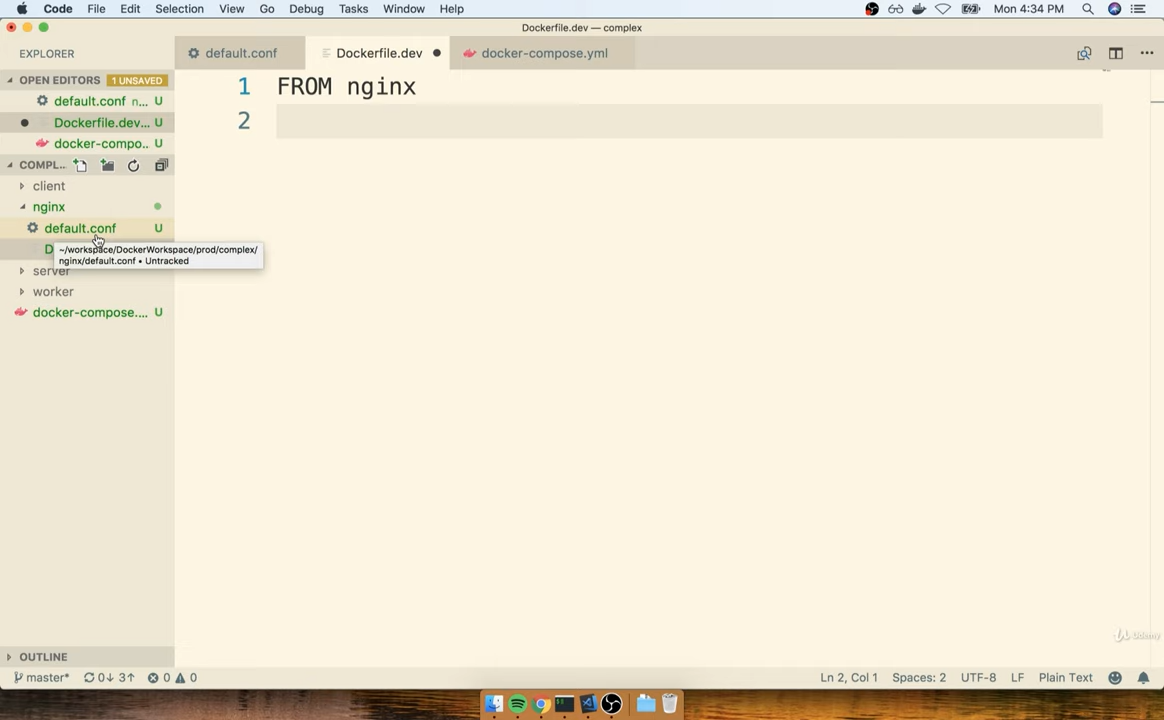 Code File Edit Selection View Go Debug Tasks Window Help Mon 4:34 PM
Dockerfile.dev — complex
EXPLORER
default.conf Dockerfile.dev docker-compose.yml
OPEN EDITORS 1 UNSAVED
default.conf n... U
Dockerfile.dev... U
docker-compo.. U
COMPL..
client
nginx
default.conf U
D
~/workspace/DockerWorkspace/prod/complex/
nginx/default.conf • Untracked
server
worker
docker-compose.... U
1 FROM nginx
2
Udemy
OUTLINE
master* 0↓ 3↑ 0 0 Ln 2, Col 1 Spaces: 2 UTF-8 LF Plain Text